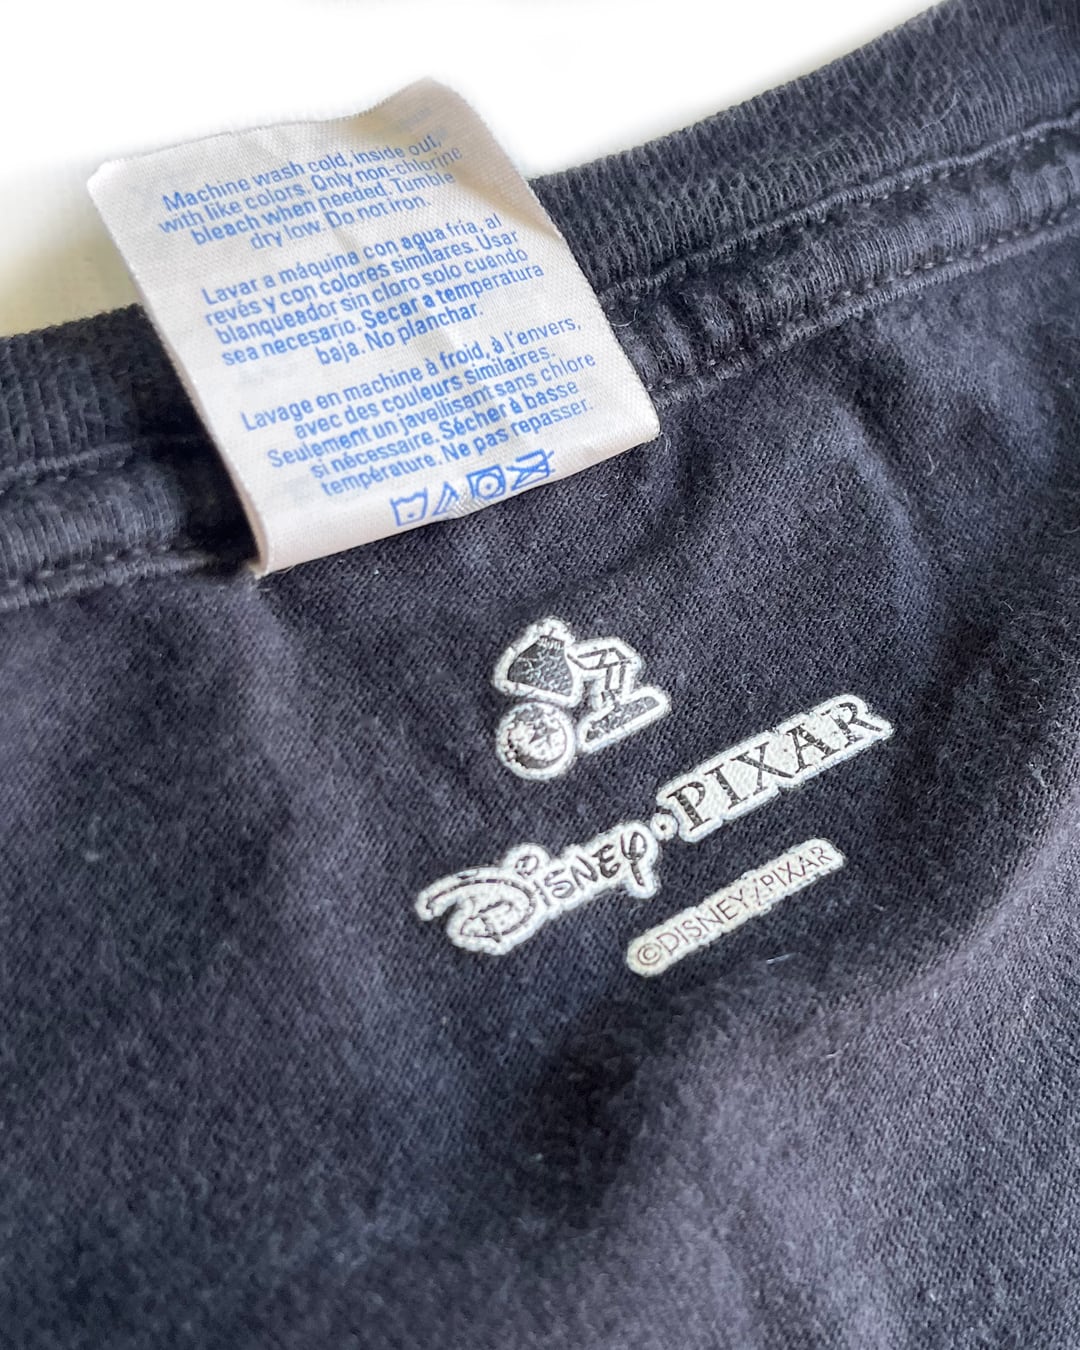 Machine wash cold, inside out,
with like colors. Only non-chlorine
bleach when needed. Tumble
dry low. Do not iron.
Lavar a máquina con agua fria, al
revés y con colores similares. Usar
blanqueador sin cloro solo cuando
sea necesario. Secar a temperatura
baja. No planchar.
Lavage en machine à froid, à l'envers,
avec des couleurs similaires.
Seulement un javellisant sans chlore
si nécessaire. Sécher à basse
température. Ne pas repasser.
DISNEY·PIXAR
©DISNEY/PIXAR